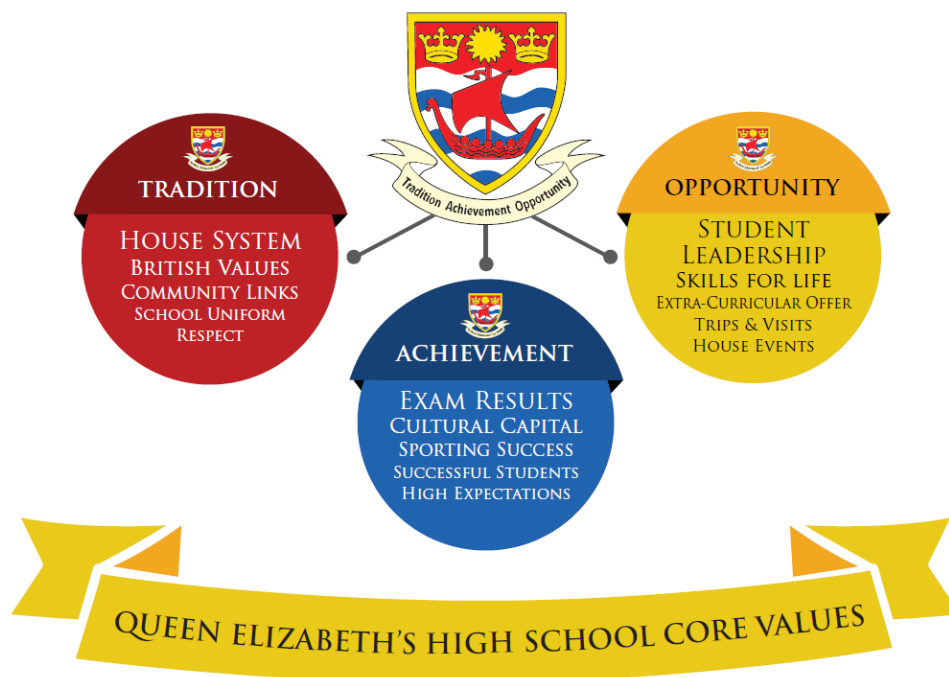 Tradition Achievement Opportunity
TRADITION
HOUSE SYSTEM
BRITISH VALUES
COMMUNITY LINKS
SCHOOL UNIFORM
RESPECT
ACHIEVEMENT
EXAM RESULTS
CULTURAL CAPITAL
SPORTING SUCCESS
SUCCESSFUL STUDENTS
HIGH EXPECTATIONS
OPPORTUNITY
STUDENT
LEADERSHIP
SKILLS FOR LIFE
EXTRA-CURRICULAR OFFER
TRIPS & VISITS
HOUSE EVENTS
QUEEN ELIZABETH'S HIGH SCHOOL CORE VALUES